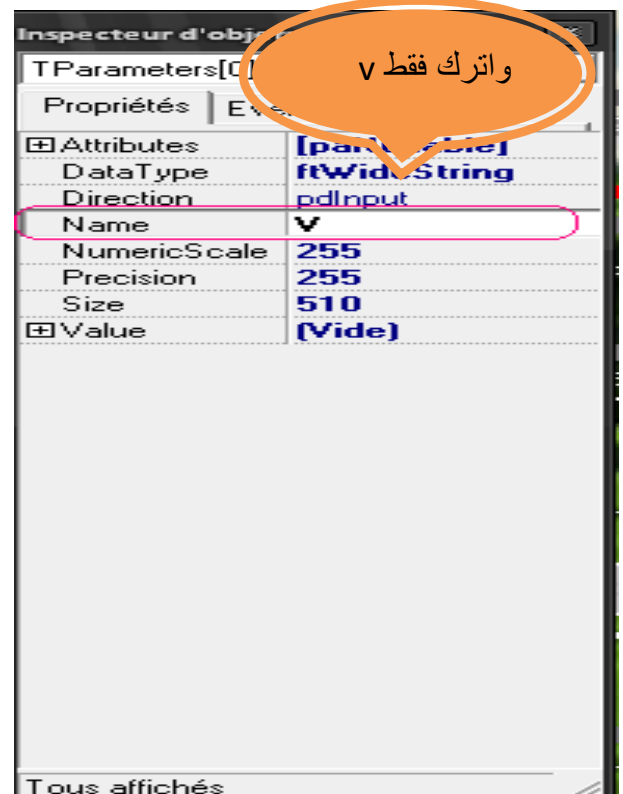 Inspecteur d'obje
واترك فقط v
TParameters[0]
Propriétés
Attributes
DataType ftWideString
Direction pdInput
Name V
NumericScale 255
Precision 255
Size 510
Value (Vide)
Tous affichés